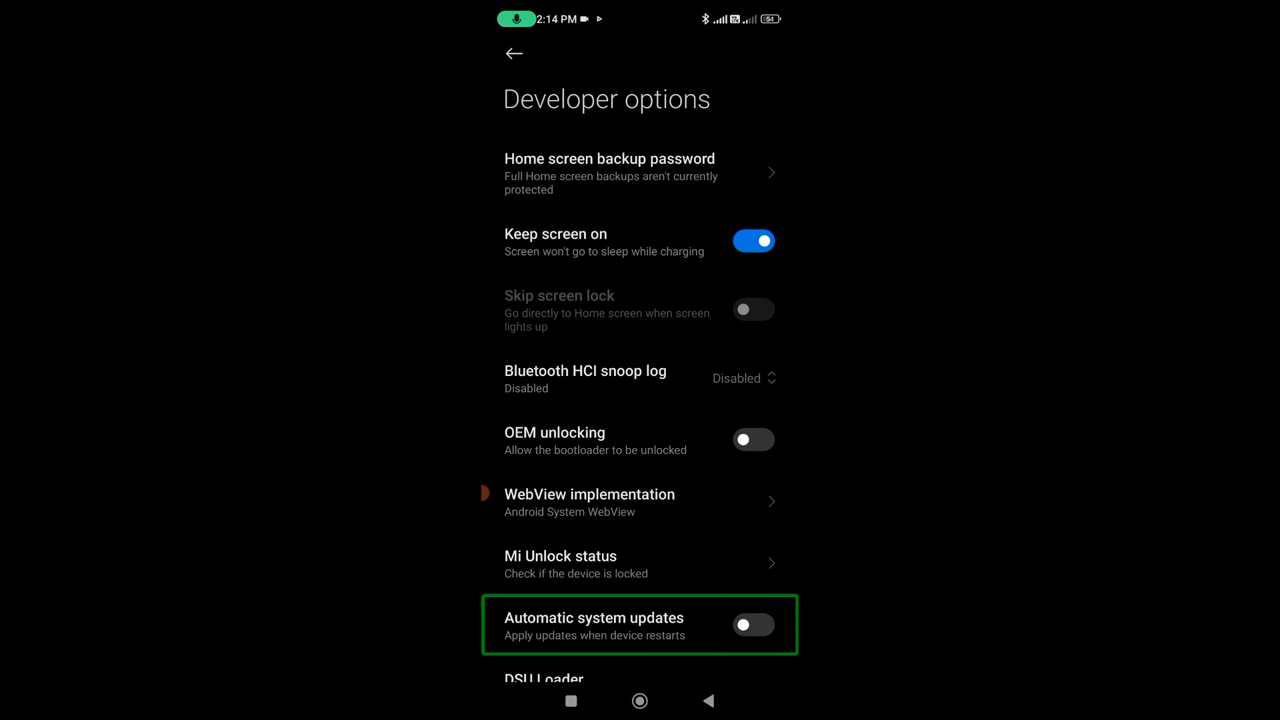 2:14 PM
54
Developer options
Home screen backup password
Full Home screen backups aren't currently
protected
Keep screen on
Screen won't go to sleep while charging
Skip screen lock
Go directly to Home screen when screen
lights up
Bluetooth HCI snoop log
Disabled
Disabled
OEM unlocking
Allow the bootloader to be unlocked
WebView implementation
Android System WebView
Mi Unlock status
Check if the device is locked
Automatic system updates
Apply updates when device restarts
DSU Loader